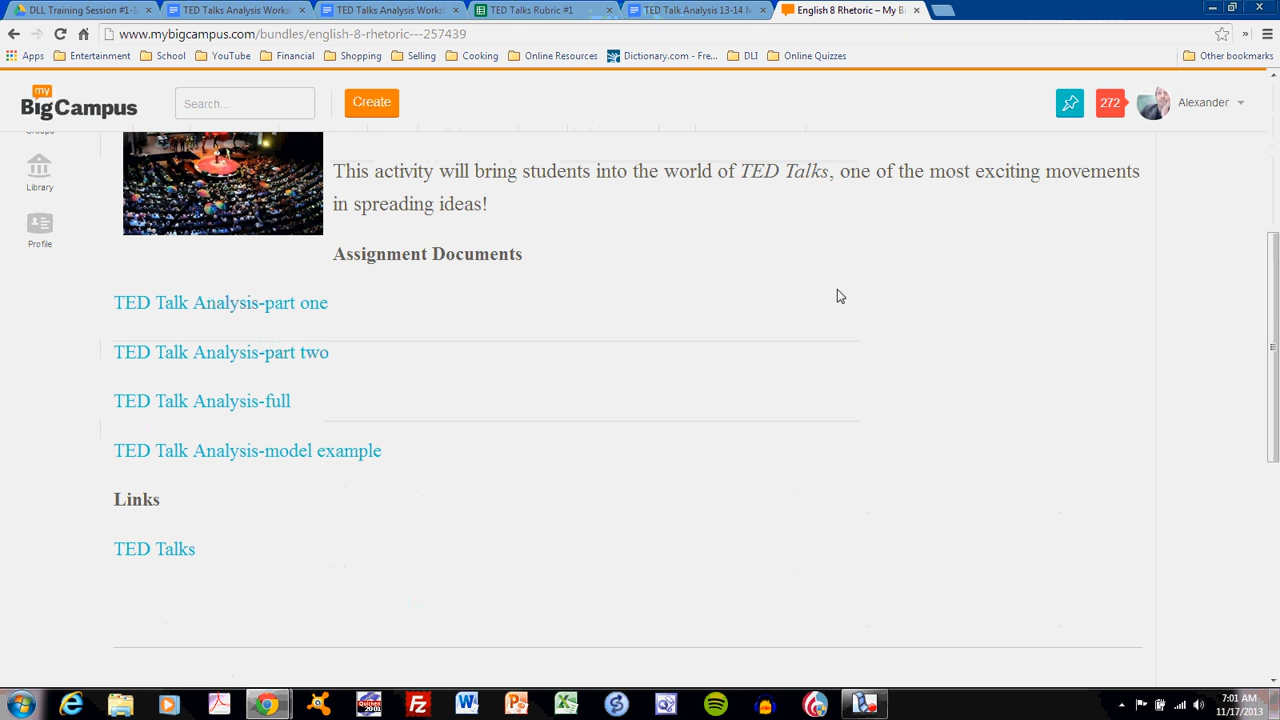 DLL Training Session #1-I
TED Talks Analysis Works
TED Talks Analysis Works
TED Talks Rubric #1
TED Talk Analysis 13-14 M
English 8 Rhetoric – My B
www.mybigcampus.com/bundles/english-8-rhetoric---257439
Apps
Entertainment
School
YouTube
Financial
Shopping
Selling
Cooking
Online Resources
Dictionary.com - Fre...
DLI
Online Quizzes
Other bookmarks
my
BigCampus
Search...
Create
272
Alexander
Groups
Library
Profile
This activity will bring students into the world of TED Talks, one of the most exciting movements
in spreading ideas!
Assignment Documents
TED Talk Analysis-part one
TED Talk Analysis-part two
TED Talk Analysis-full
TED Talk Analysis-model example
Links
TED Talks
Quicken
2001
7:01 AM
11/17/2013